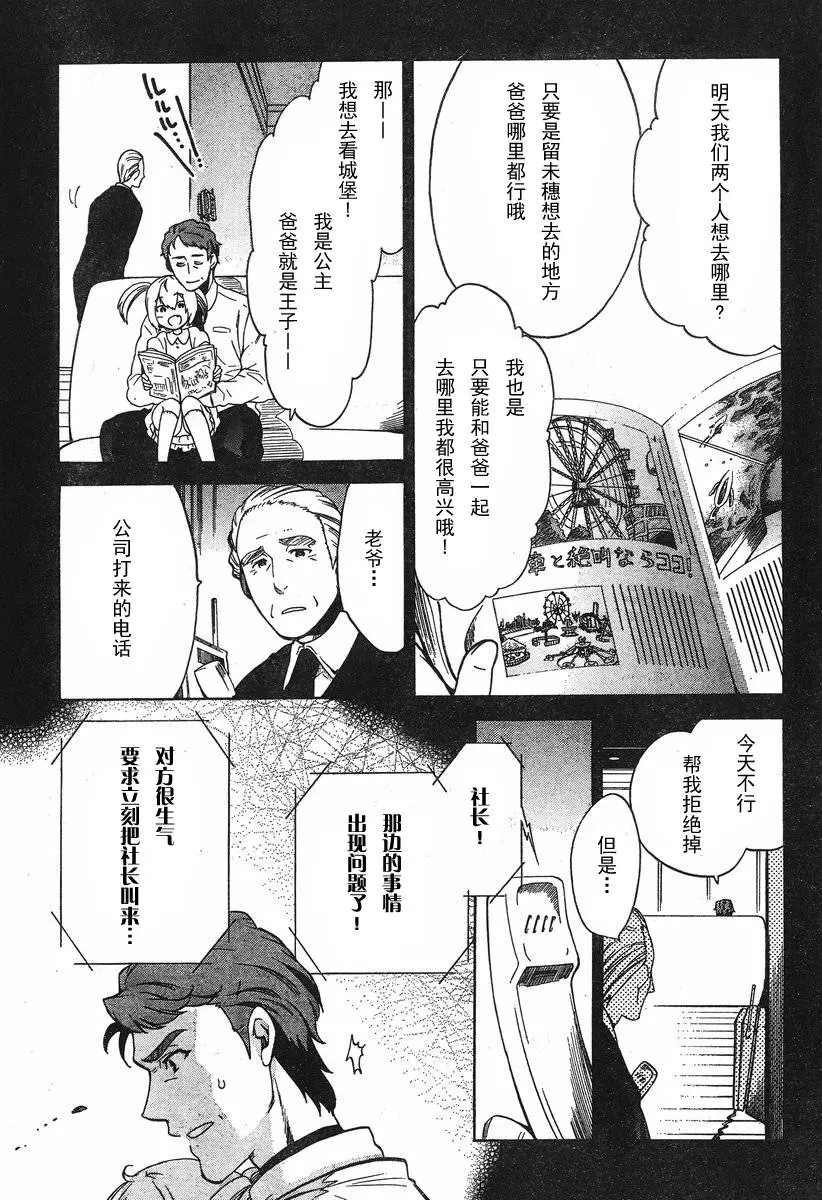 明天我们两个人想去哪里?
只要是留未穗想去的地方
爸爸哪里都行哦
我也是
只要能和爸爸一起
去哪里我都很高兴哦!
車と絶叫ならココ!
那——
我想去看城堡!
我是公主
爸爸就是王子——
老爷…
公司打来的电话
今天不行
帮我拒绝掉
但是…
社长!
那边的事情
出现问题了!
对方很生气
要求立刻把社长叫来…